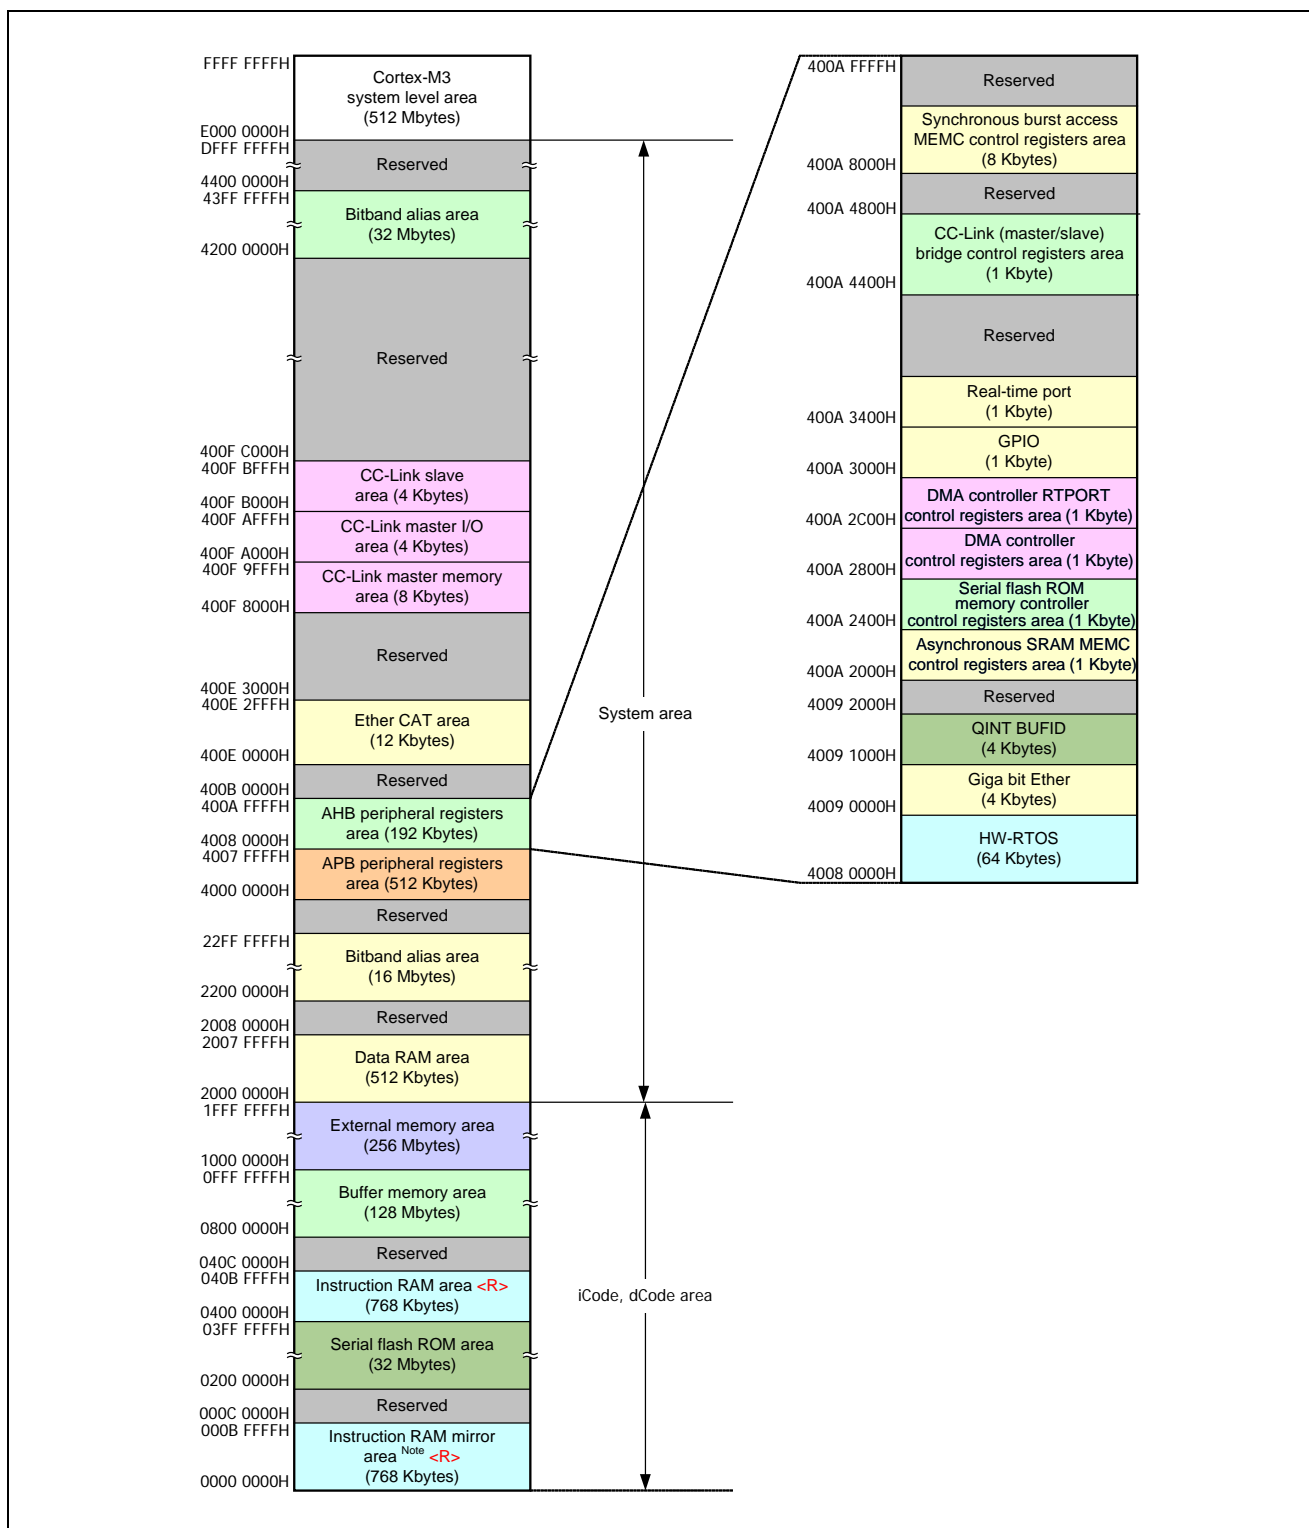 FFFF FFFFH
Cortex-M3
system level area
(512 Mbytes)
E000 0000H
DFFF FFFFH
Reserved
4400 0000H
43FF FFFFH
Bitband alias area
(32 Mbytes)
4200 0000H
Reserved
400F C000H
400F BFFFH
CC-Link slave
area (4 Kbytes)
400F B000H
400F AFFFH
CC-Link master I/O
area (4 Kbytes)
400F A000H
400F 9FFFH
CC-Link master memory
area (8 Kbytes)
400F 8000H
Reserved
400E 3000H
400E 2FFFH
Ether CAT area
(12 Kbytes)
400E 0000H
Reserved
400B 0000H
400A FFFFH
AHB peripheral registers
area (192 Kbytes)
4008 0000H
4007 FFFFH
APB peripheral registers
area (512 Kbytes)
4000 0000H
Reserved
22FF FFFFH
Bitband alias area
(16 Mbytes)
2200 0000H
Reserved
2008 0000H
2007 FFFFH
Data RAM area
(512 Kbytes)
2000 0000H
1FFF FFFFH
External memory area
(256 Mbytes)
1000 0000H
0FFF FFFFH
Buffer memory area
(128 Mbytes)
0800 0000H
Reserved
040C 0000H
040B FFFFH
Instruction RAM area <R>
(768 Kbytes)
0400 0000H
03FF FFFFH
Serial flash ROM area
(32 Mbytes)
0200 0000H
Reserved
000C 0000H
000B FFFFH
Instruction RAM mirror
area Note <R>
(768 Kbytes)
0000 0000H
System area
iCode, dCode area
400A FFFFH
Reserved
Synchronous burst access
MEMC control registers area
(8 Kbytes)
400A 8000H
Reserved
400A 4800H
CC-Link (master/slave)
bridge control registers area
(1 Kbyte)
400A 4400H
Reserved
Real-time port
(1 Kbyte)
400A 3400H
GPIO
(1 Kbyte)
400A 3000H
DMA controller RTPORT
control registers area (1 Kbyte)
400A 2C00H
DMA controller
control registers area (1 Kbyte)
400A 2800H
Serial flash ROM
memory controller
control registers area (1 Kbyte)
400A 2400H
Asynchronous SRAM MEMC
control registers area (1 Kbyte)
400A 2000H
Reserved
4009 2000H
QINT BUFID
(4 Kbytes)
4009 1000H
Giga bit Ether
(4 Kbytes)
4009 0000H
HW-RTOS
(64 Kbytes)
4008 0000H